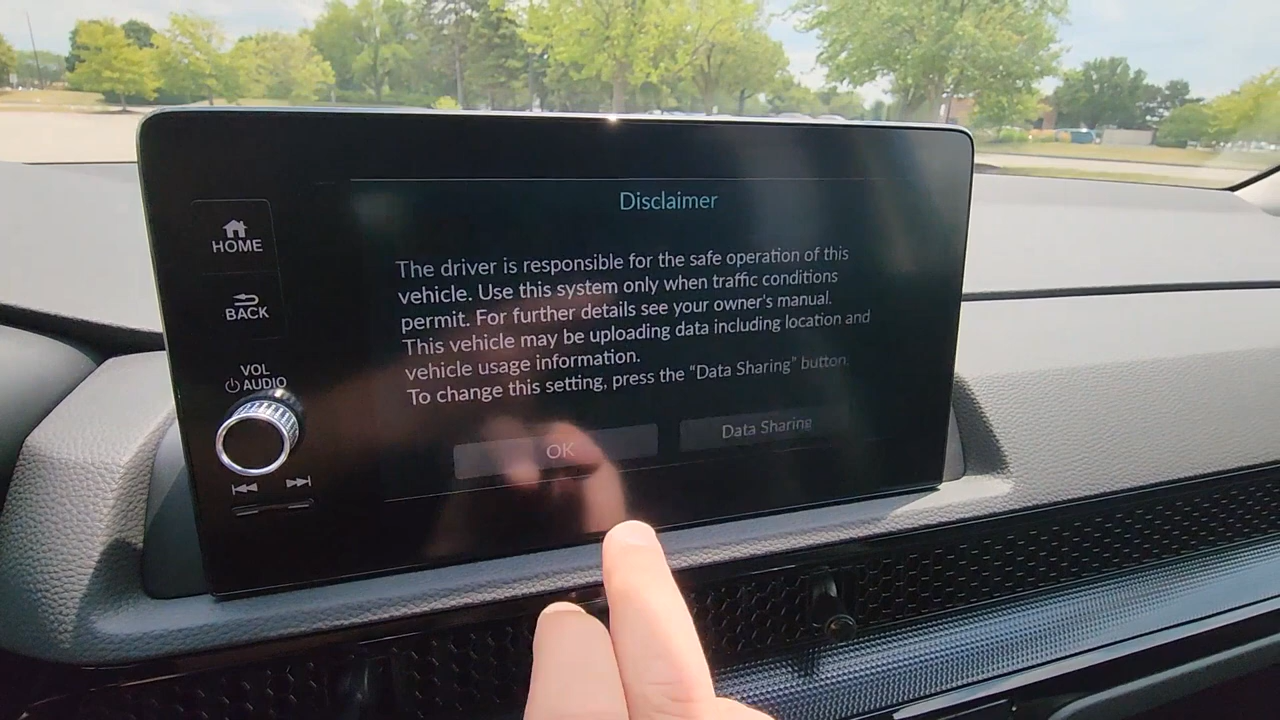 Disclaimer
HOME
The driver is responsible for the safe operation of this
vehicle. Use this system only when traffic conditions
permit. For further details see your owner's manual.
This vehicle may be uploading data including location and
vehicle usage information.
To change this setting, press the “Data Sharing” button.
BACK
VOL
AUDIO
OK
Data Sharing